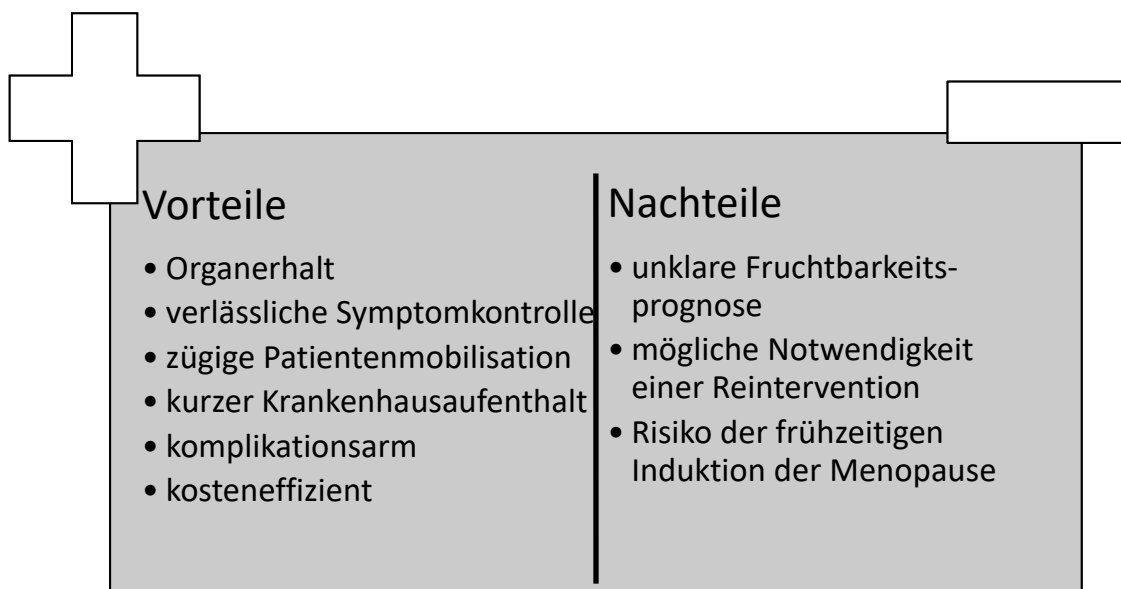 Vorteile
• Organerhalt
• verlässliche Symptomkontrolle
• zügige Patientenmobilisation
• kurzer Krankenhausaufenthalt
• komplikationsarm
• kosteneffizient
Nachteile
• unklare Fruchtbarkeits-
prognose
• mögliche Notwendigkeit
einer Reintervention
• Risiko der frühzeitigen
Induktion der Menopause